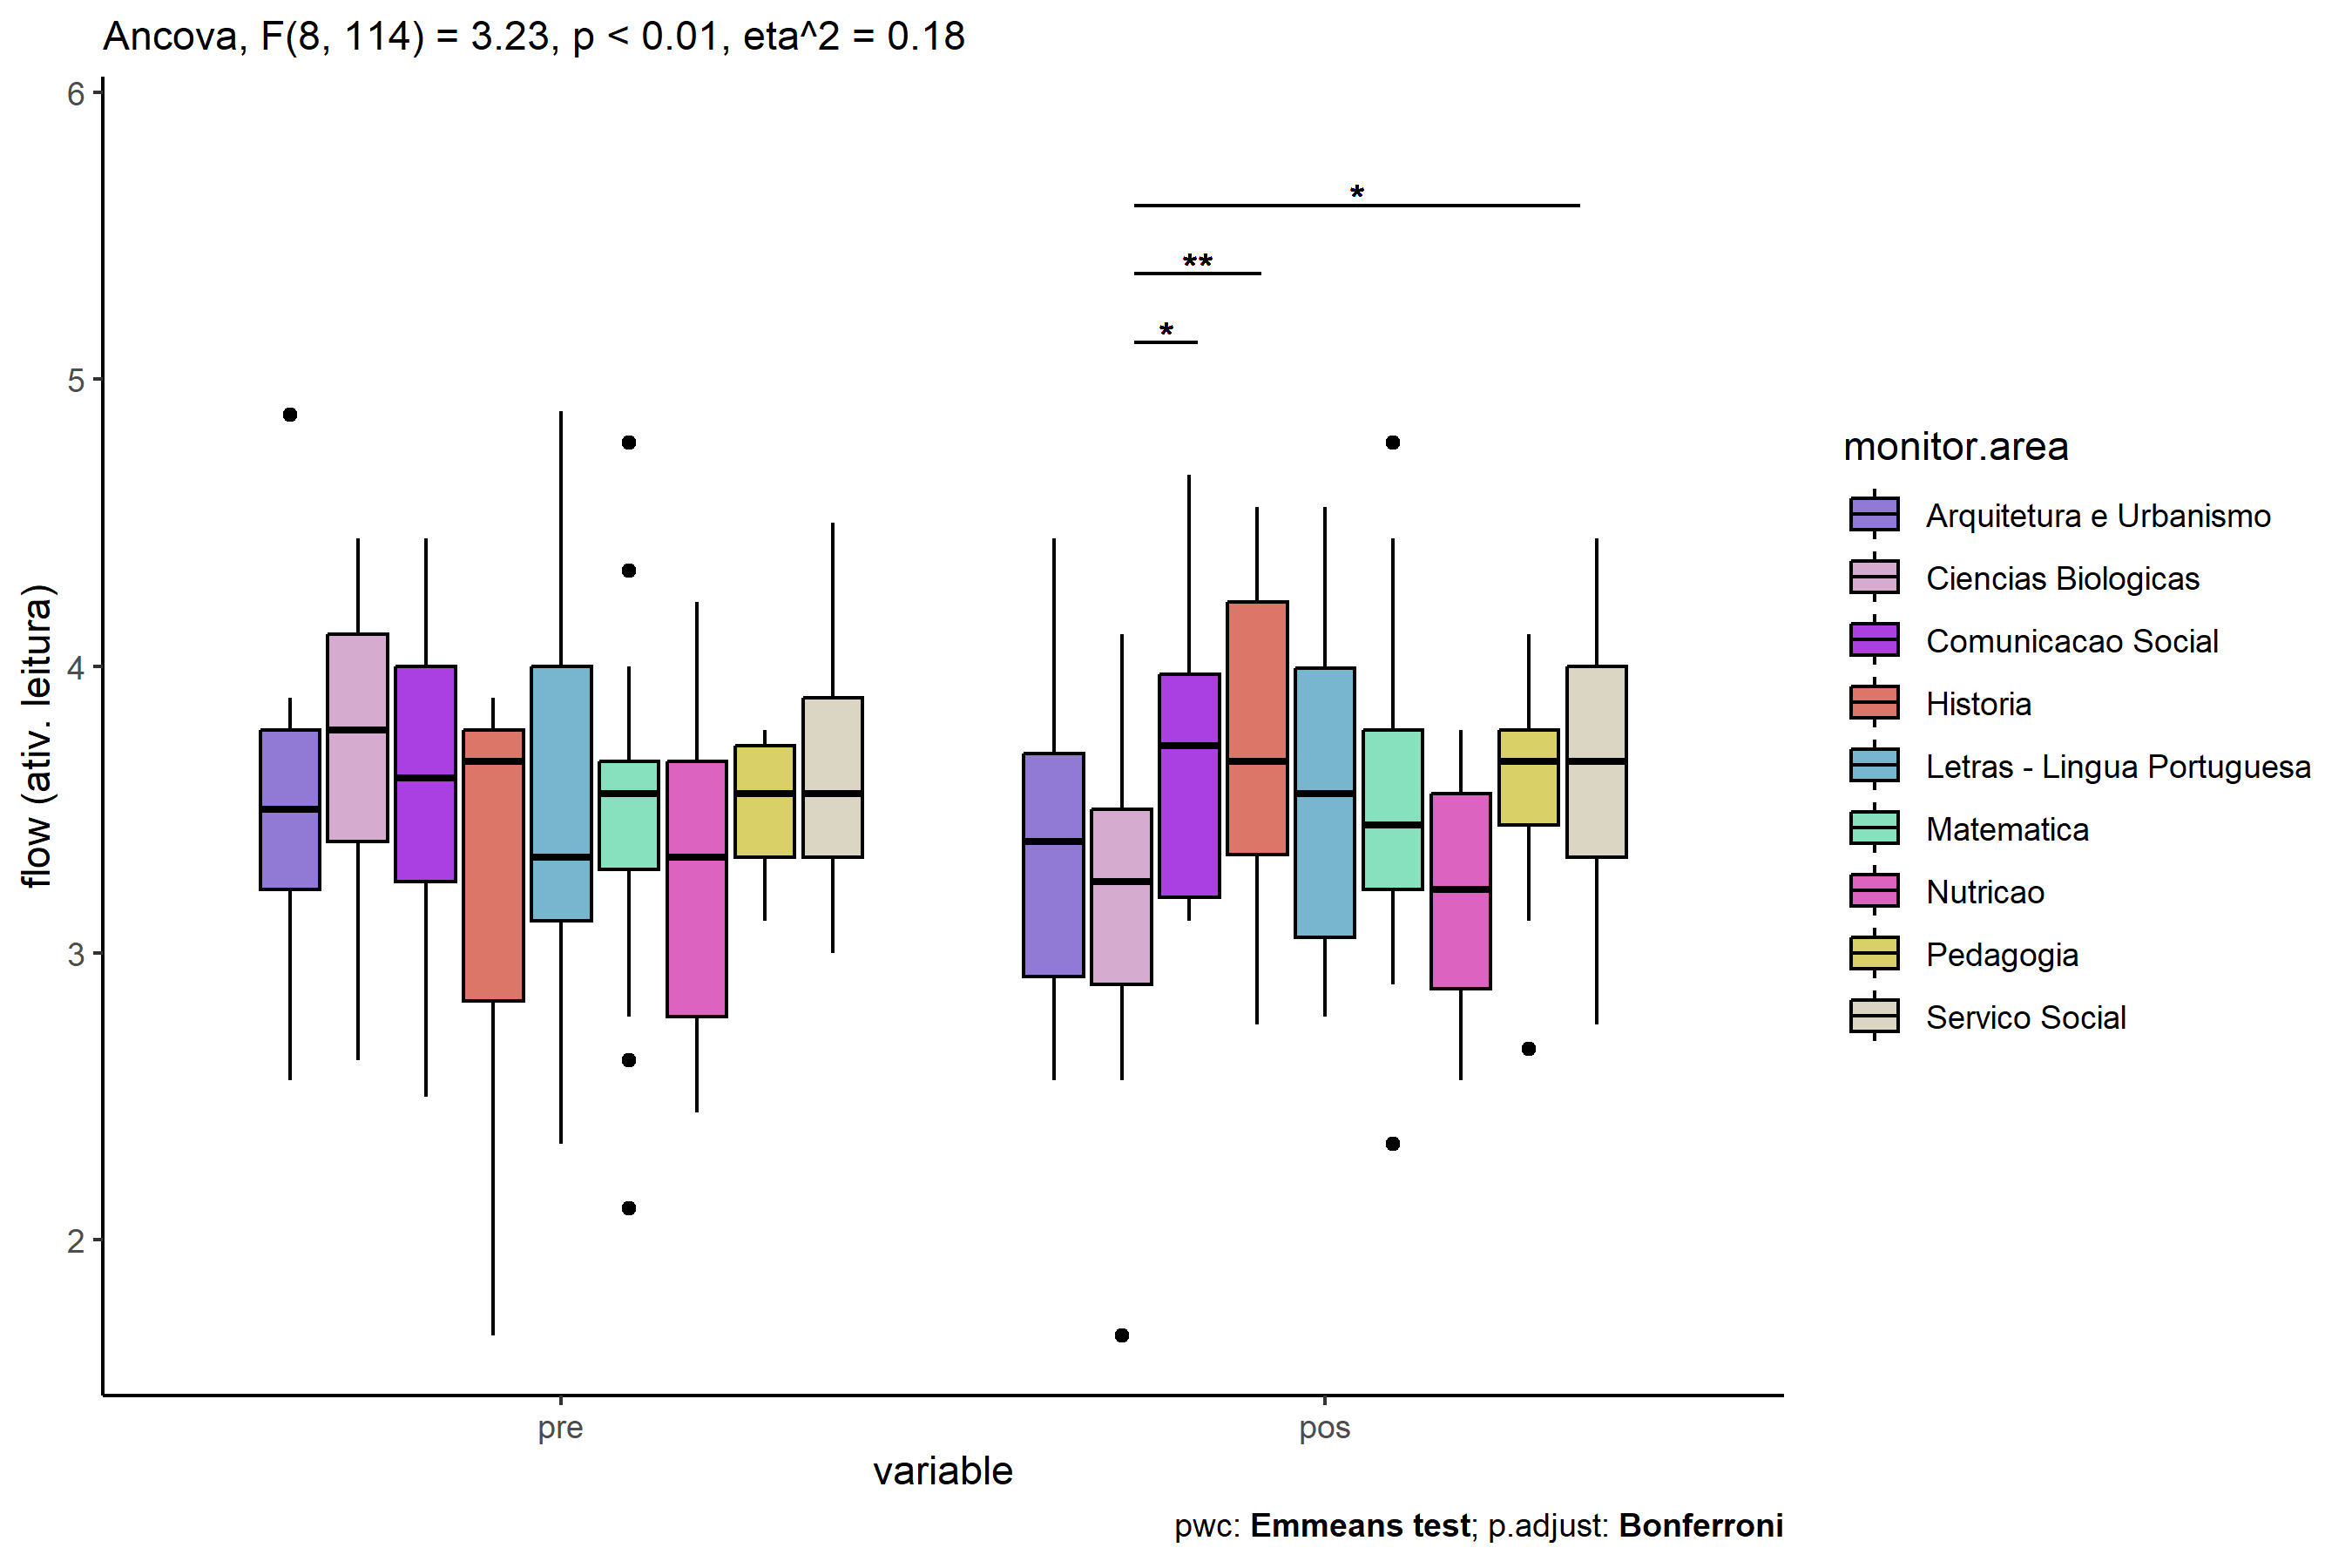 Ancova, F(8, 114) = 3.23, p < 0.01, eta^2 = 0.18
6
5
4
3
2
flow (ativ. leitura)
*
**
*
pre
pos
variable
pwc: Emmeans test; p.adjust: Bonferroni
monitor.area
Arquitetura e Urbanismo
Ciencias Biologicas
Comunicacao Social
Historia
Letras - Lingua Portuguesa
Matematica
Nutricao
Pedagogia
Servico Social